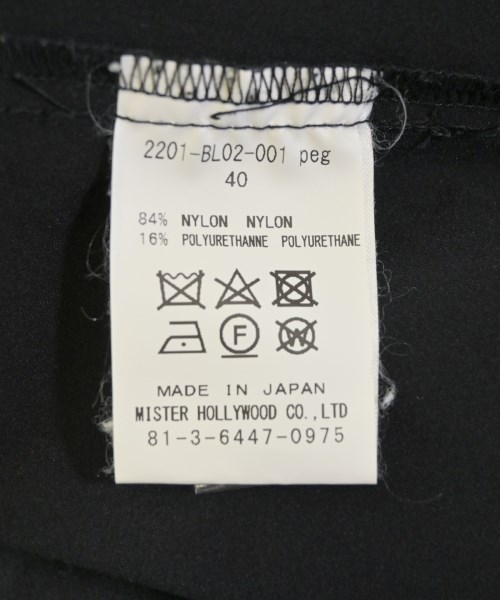 2201-BL02-001 peg
40
84% NYLON NYLON
16% POLYURETHANNE POLYURETHANE
F
W
MADE IN JAPAN
MISTER HOLLYWOOD CO.,LTD
81-3-6447-0975